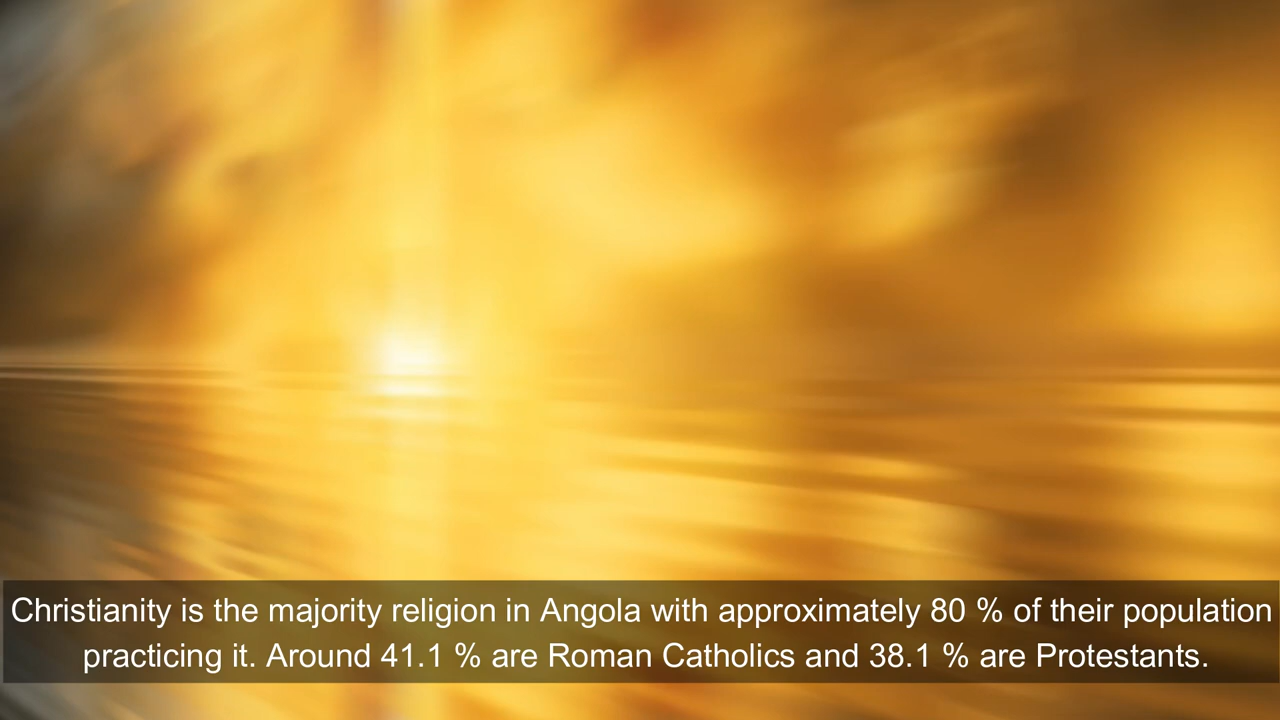 Christianity is the majority religion in Angola with approximately 80 % of their population
practicing it. Around 41.1 % are Roman Catholics and 38.1 % are Protestants.